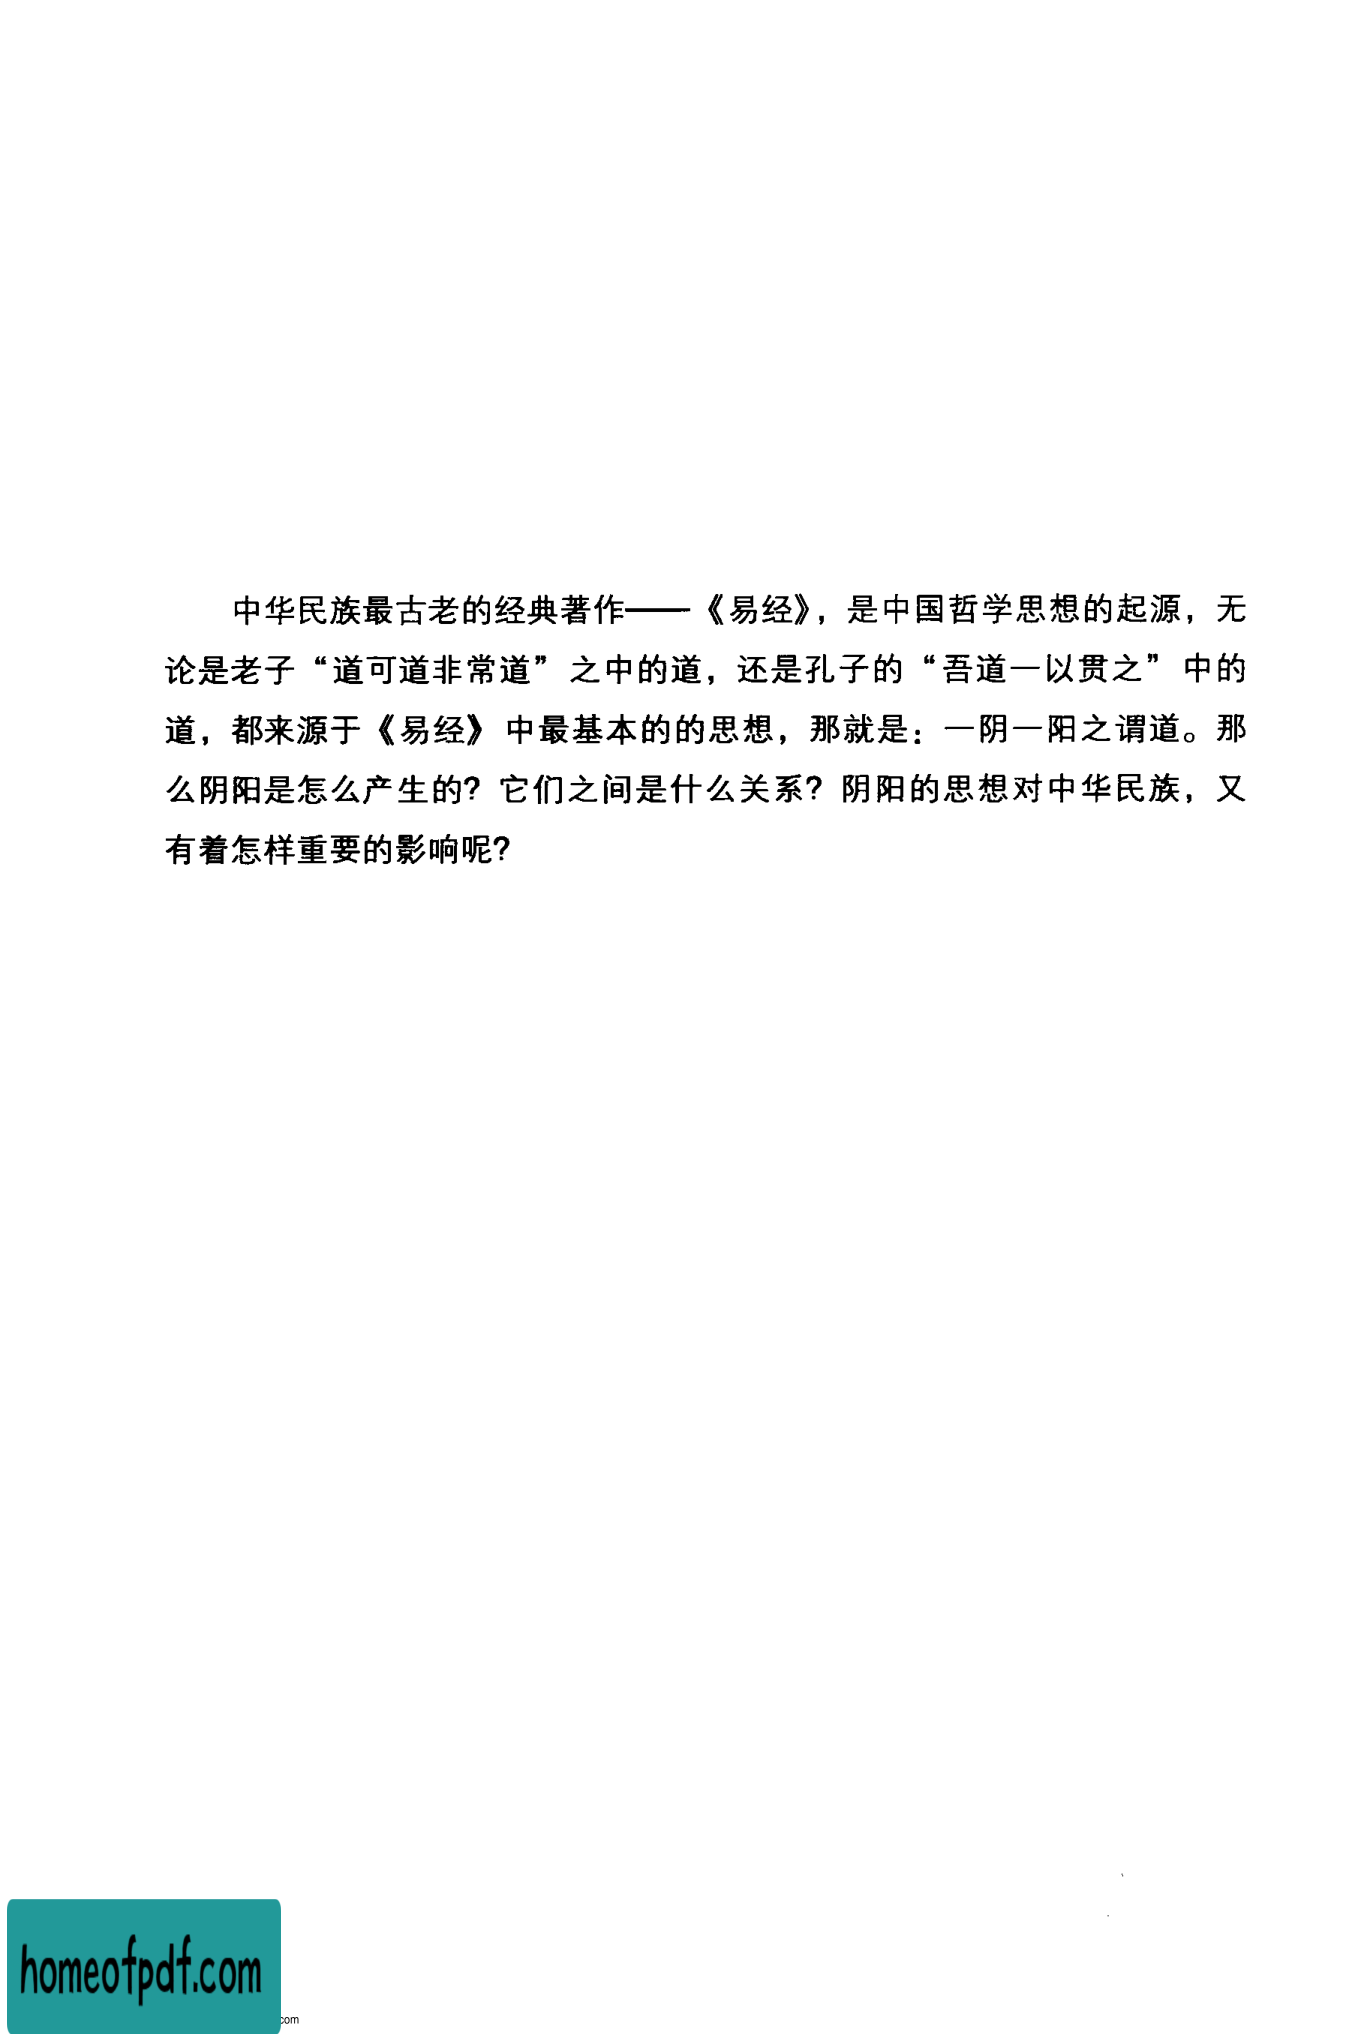 中华民族最古老的经典著作——《易经》，是中国哲学思想的起源，无
论是老子“道可道非常道”之中的道，还是孔子的“吾道一以贯之”中的
道，都来源于《易经》中最基本的的思想，那就是：一阴一阳之谓道。那
么阴阳是怎么产生的？它们之间是什么关系？阴阳的思想对中华民族，又
有着怎样重要的影响呢？
homeofpdf.com
com